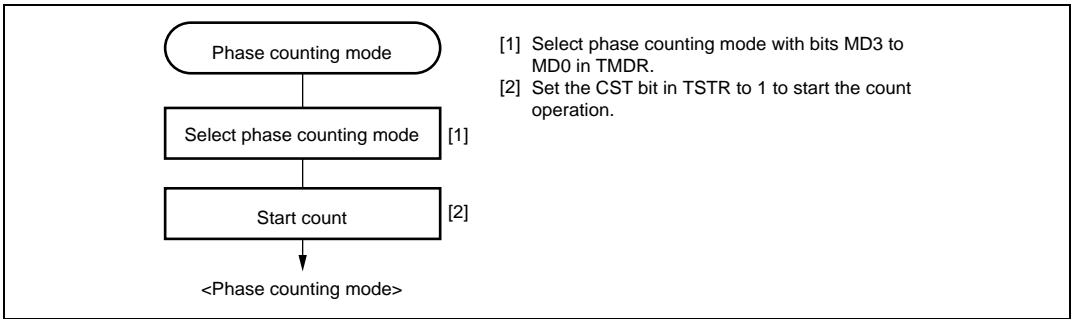 Phase counting mode
Select phase counting mode [1]
Start count [2]
<Phase counting mode>
[1] Select phase counting mode with bits MD3 to
MD0 in TMDR.
[2] Set the CST bit in TSTR to 1 to start the count
operation.